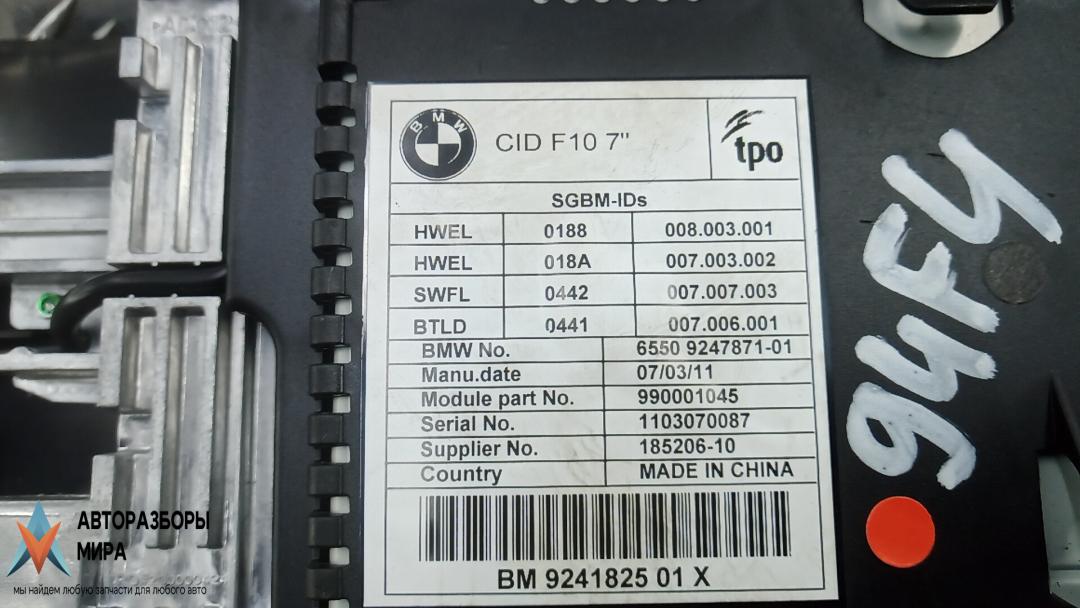 BMW CID F10 7" tpo
SGBM-IDs
HWEL 0188 008.003.001
HWEL 018A 007.003.002
SWFL 0442 007.007.003
BTLD 0441 007.006.001
BMW No. 6550 9247871-01
Manu.date 07/03/11
Module part No. 990001045
Serial No. 1103070087
Supplier No. 185206-10
Country MADE IN CHINA
BM 9241825 01 X
94F4
АВТОРАЗБОРЫ
МИРА
мы найдем любую запчасти для любого авто